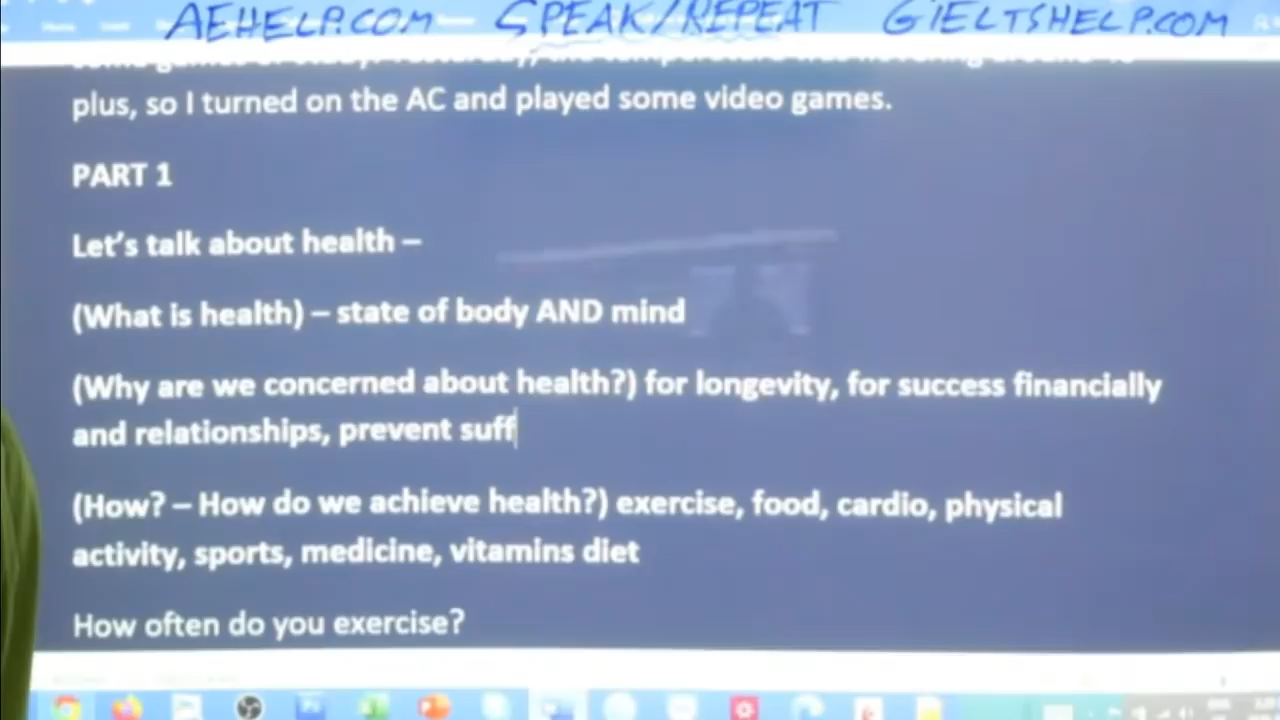 AEHELP.COM SPEAK/REPEAT GIELTSHELP.COM
plus, so I turned on the AC and played some video games.
PART 1
Let's talk about health –
(What is health) – state of body AND mind
(Why are we concerned about health?) for longevity, for success financially
and relationships, prevent suff
(How? – How do we achieve health?) exercise, food, cardio, physical
activity, sports, medicine, vitamins diet
How often do you exercise?